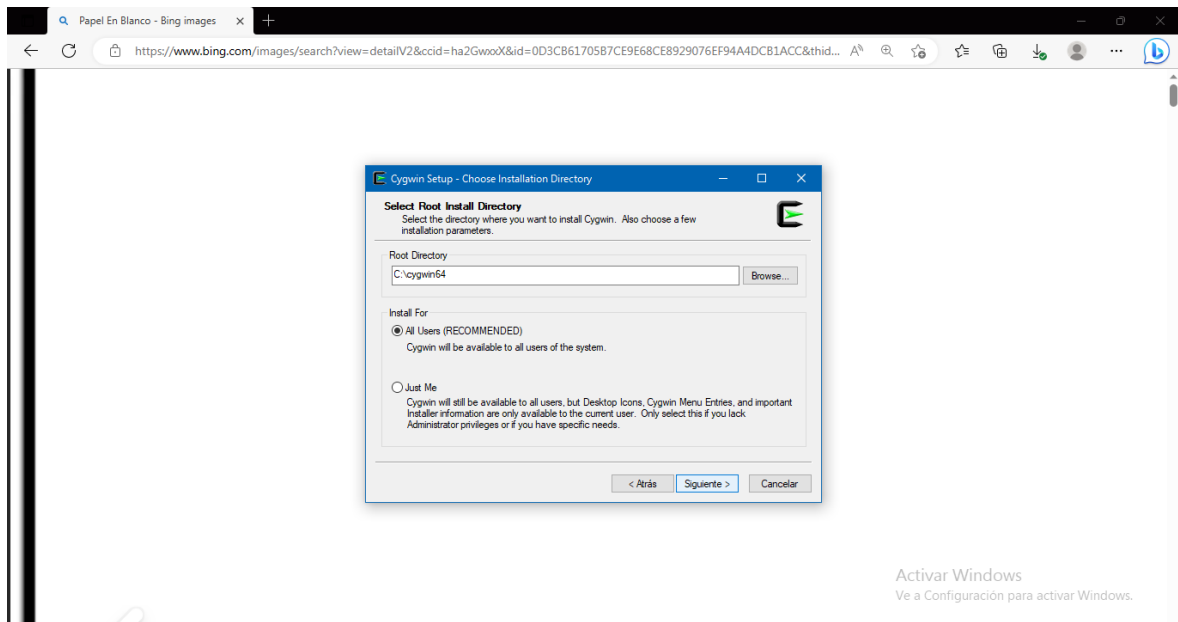 Papel En Blanco - Bing images
https://www.bing.com/images/search?view=detailV2&ccid=ha2GwxxX&id=0D3CB61705B7CE9E68CE8929076EF94A4DCB1ACC&thid...
Cygwin Setup - Choose Installation Directory
Select Root Install Directory
Select the directory where you want to install Cygwin. Also choose a few
installation parameters.
Root Directory
C:\cygwin64
Browse...
Install For
All Users (RECOMMENDED)
Cygwin will be available to all users of the system.
Just Me
Cygwin will still be available to all users, but Desktop Icons, Cygwin Menu Entries, and important
Installer information are only available to the current user. Only select this if you lack
Administrator privileges or if you have specific needs.
< Atrás Siguiente > Cancelar
Activar Windows
Ve a Configuración para activar Windows.